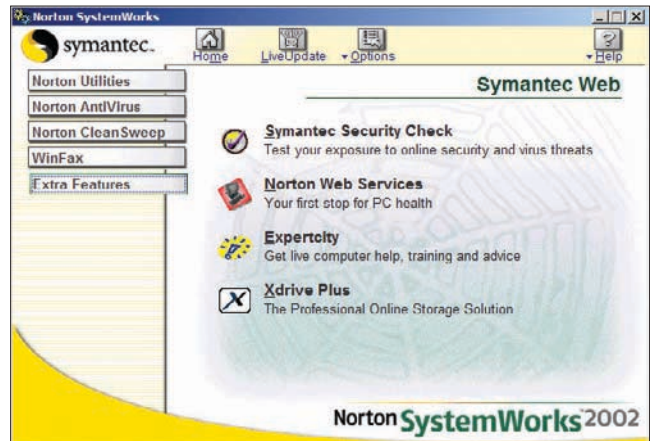 Norton SystemWorks
symantec.
Home
LiveUpdate
Options
Help
Norton Utilities
Norton AntiVirus
Norton CleanSweep
WinFax
Extra Features
Symantec Web
Symantec Security Check
Test your exposure to online security and virus threats
Norton Web Services
Your first stop for PC health
Expertcity
Get live computer help, training and advice
Xdrive Plus
The Professional Online Storage Solution
Norton SystemWorks 2002